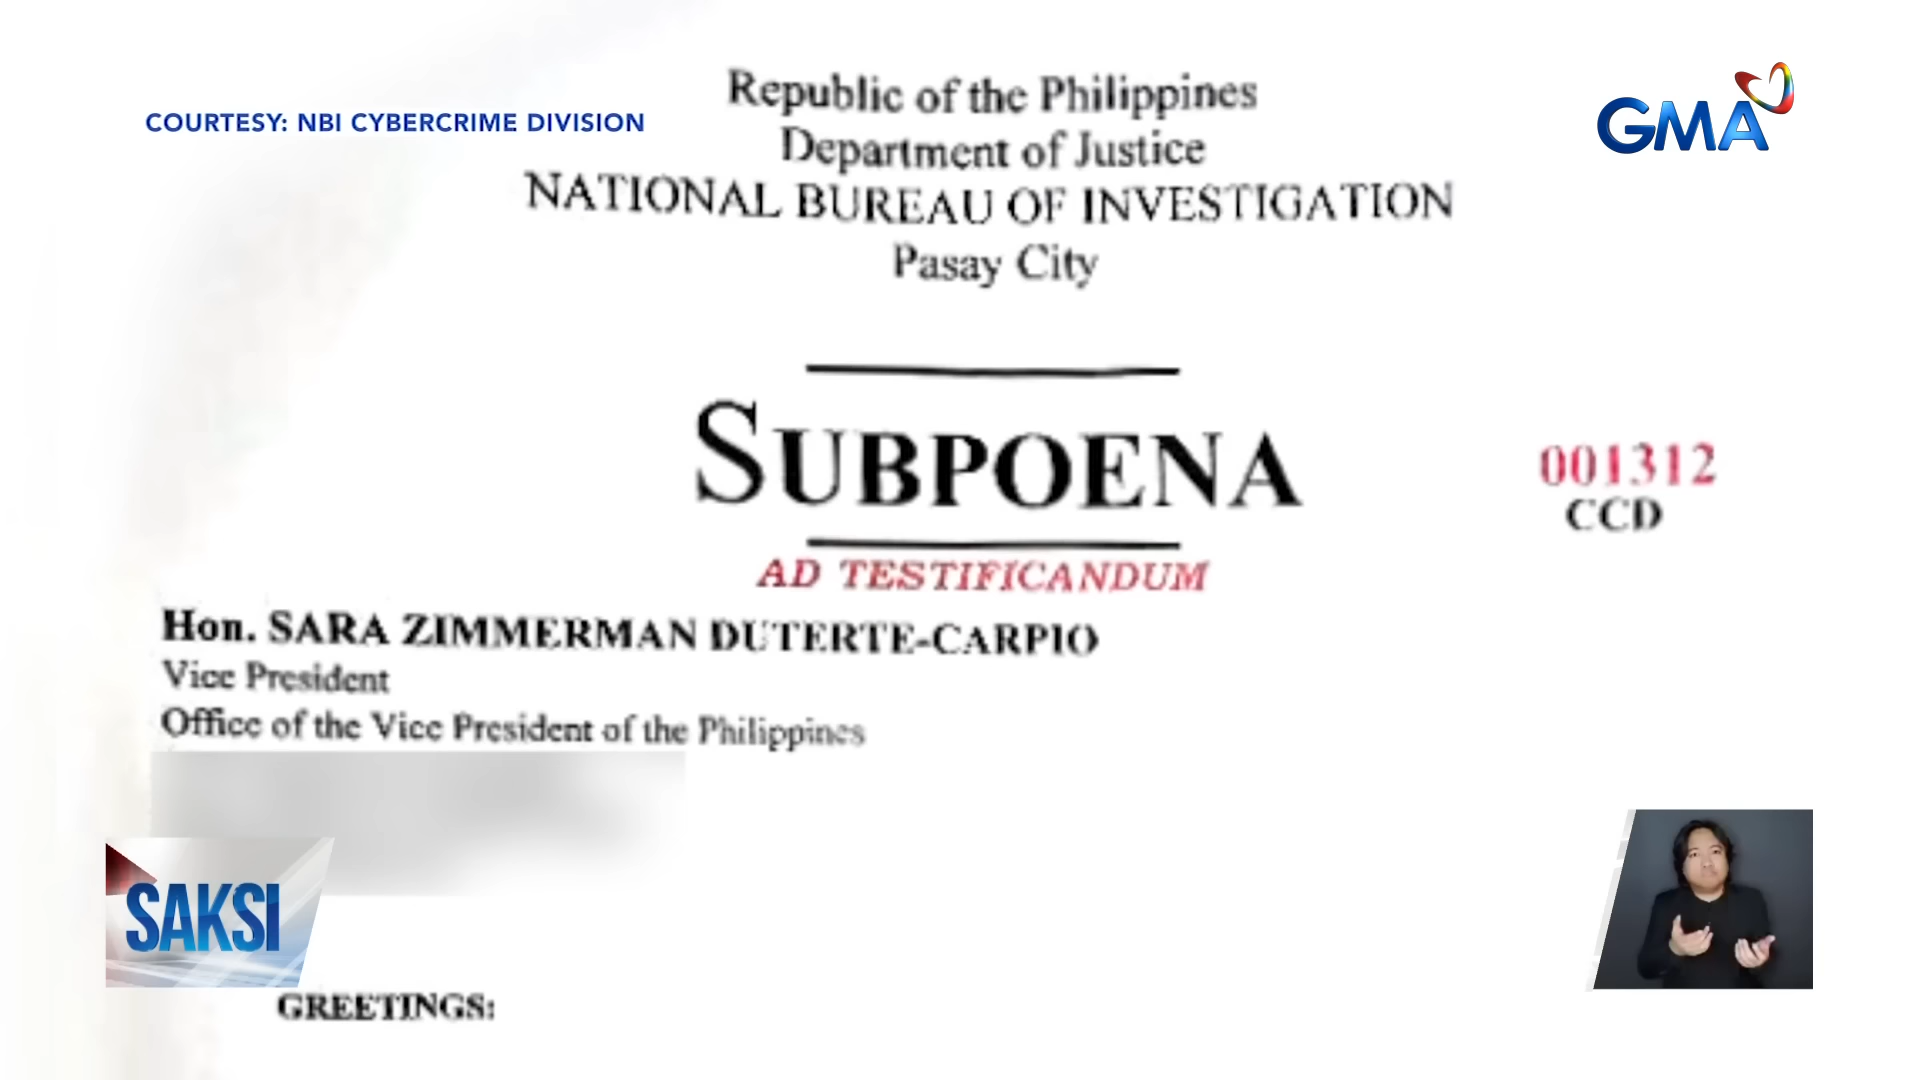 COURTESY: NBI CYBERCRIME DIVISION
GMA
Republic of the Philippines
Department of Justice
NATIONAL BUREAU OF INVESTIGATION
Pasay City
SUBPOENA
001312
CCD
AD TESTIFICANDUM
Hon. SARA ZIMMERMAN DUTERTE-CARPIO
Vice President
Office of the Vice President of the Philippines
SAKSI
GREETINGS: